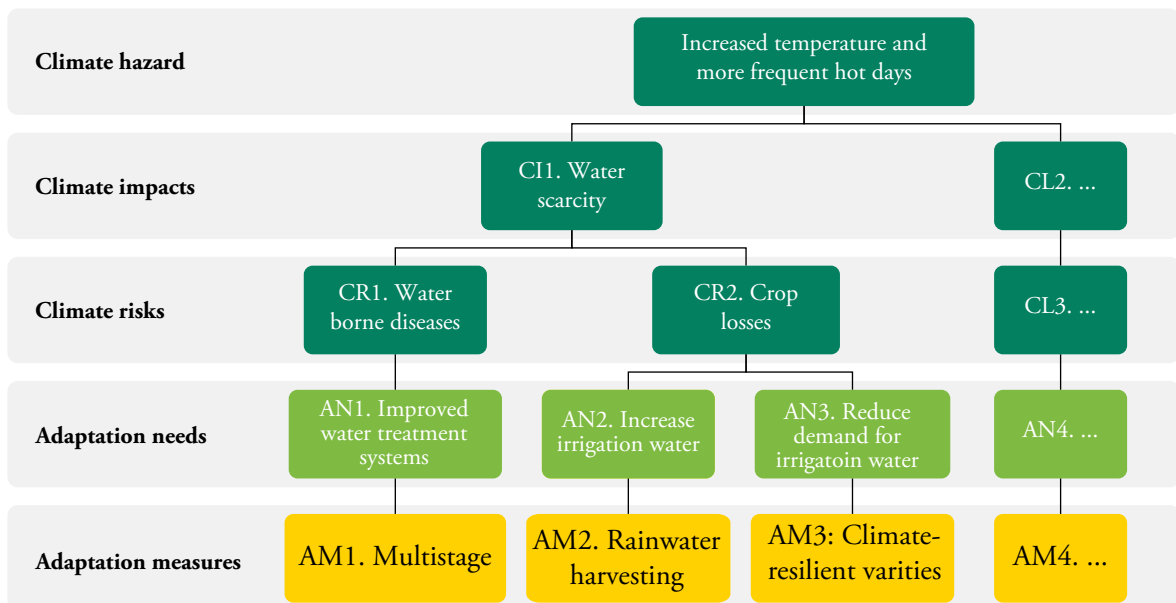 Climate hazard
Increased temperature and
more frequent hot days
Climate impacts
CI1. Water
scarcity
CL2. ...
Climate risks
CR1. Water
borne diseases
CR2. Crop
losses
CL3. ...
Adaptation needs
AN1. Improved
water treatment
systems
AN2. Increase
irrigation water
AN3. Reduce
demand for
irrigatoin water
AN4. ...
Adaptation measures
AM1. Multistage
AM2. Rainwater
harvesting
AM3: Climate-
resilient varities
AM4. ...